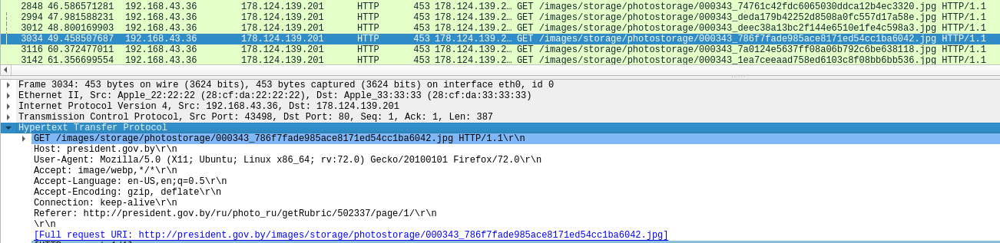 2848 46.586571281 192.168.43.36 178.124.139.201 HTTP 453 178.124.139.2… GET /images/storage/photostorage/000343_74761c42fdc6065030ddca12b4ec3320.jpg HTTP/1.1
2994 47.981588231 192.168.43.36 178.124.139.201 HTTP 453 178.124.139.2… GET /images/storage/photostorage/000343_deda179b42252d8508a0fc557d17a58e.jpg HTTP/1.1
3012 48.800169903 192.168.43.36 178.124.139.201 HTTP 453 178.124.139.2… GET /images/storage/photostorage/000343_deec38a13bc2f144e6510e1fe4c598a3.jpg HTTP/1.1
3034 49.458507687 192.168.43.36 178.124.139.201 HTTP 453 178.124.139.2… GET /images/storage/photostorage/000343_786f7fade985ace8171ed54cc1ba6042.jpg HTTP/1.1
3116 60.372477011 192.168.43.36 178.124.139.201 HTTP 453 178.124.139.2… GET /images/storage/photostorage/000343_7a0124e5637ff08a06b792c6be638118.jpg HTTP/1.1
3142 61.356699554 192.168.43.36 178.124.139.201 HTTP 453 178.124.139.2… GET /images/storage/photostorage/000343_1ea7ceeaad758ed6103c8f08bb6bb536.jpg HTTP/1.1
Frame 3034: 453 bytes on wire (3624 bits), 453 bytes captured (3624 bits) on interface eth0, id 0
Ethernet II, Src: Apple_22:22:22 (28:cf:da:22:22:22), Dst: Apple_33:33:33 (28:cf:da:33:33:33)
Internet Protocol Version 4, Src: 192.168.43.36, Dst: 178.124.139.201
Transmission Control Protocol, Src Port: 43498, Dst Port: 80, Seq: 1, Ack: 1, Len: 387
Hypertext Transfer Protocol
GET /images/storage/photostorage/000343_786f7fade985ace8171ed54cc1ba6042.jpg HTTP/1.1\r\n
Host: president.gov.by\r\n
User-Agent: Mozilla/5.0 (X11; Ubuntu; Linux x86_64; rv:72.0) Gecko/20100101 Firefox/72.0\r\n
Accept: image/webp,*/*\r\n
Accept-Language: en-US,en;q=0.5\r\n
Accept-Encoding: gzip, deflate\r\n
Connection: keep-alive\r\n
Referer: http://president.gov.by/ru/photo_ru/getRubric/502337/page/1/\r\n
\r\n
[Full request URI: http://president.gov.by/images/storage/photostorage/000343_786f7fade985ace8171ed54cc1ba6042.jpg]